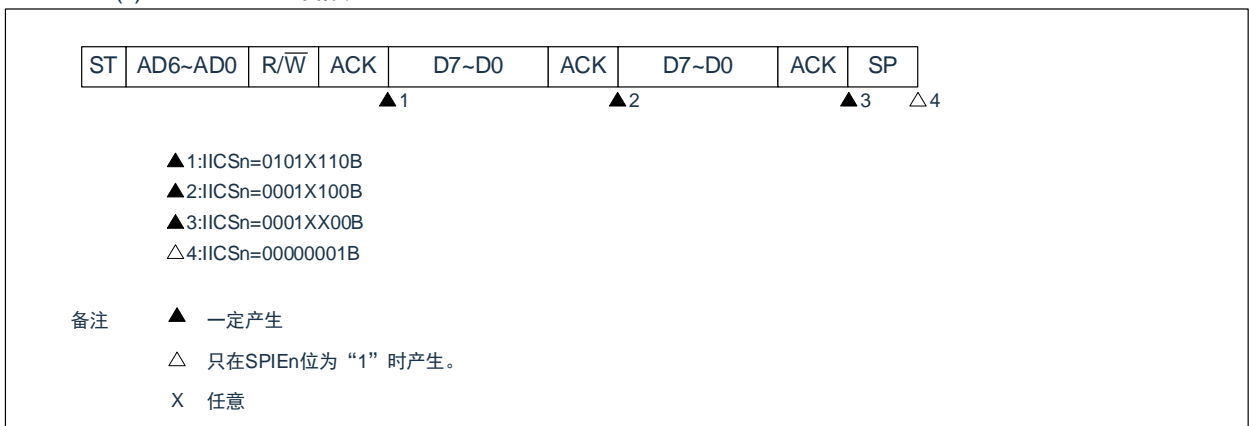 ST AD6~AD0 R/W̅ ACK D7~D0 ACK D7~D0 ACK SP
▲1 ▲2 ▲3 △4
▲1:IICSn=0101X110B
▲2:IICSn=0001X100B
▲3:IICSn=0001XX00B
△4:IICSn=00000001B
备注 ▲ 一定产生
△ 只在SPIEn位为“1”时产生。
X 任意